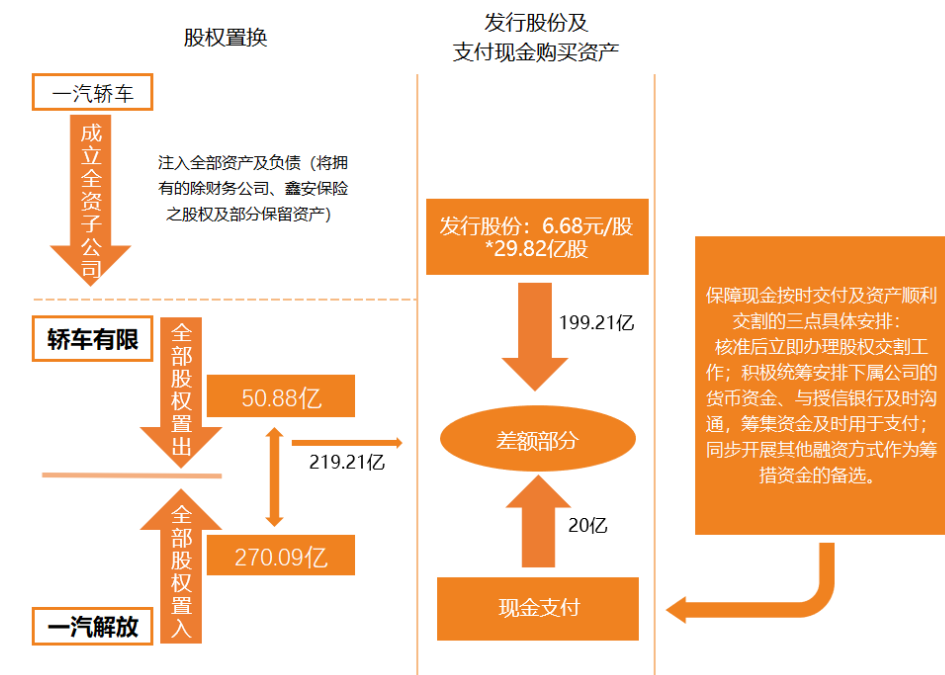 股权置换
发行股份及
支付现金购买资产
一汽轿车
成立全资子公司
注入全部资产及负债（将拥
有的除财务公司、鑫安保险
之股权及部分保留资产）
发行股份：6.68元/股
*29.82亿股
199.21亿
轿车有限
全部股权置出
50.88亿
219.21亿
差额部分
全部股权置入
270.09亿
20亿
一汽解放
现金支付
保障现金按时交付及资产顺利
交割的三点具体安排：
核准后立即办理股权交割工
作；积极统筹安排下属公司的
货币资金、与授信银行及时沟
通，筹集资金及时用于支付；
同步开展其他融资方式作为筹
措资金的备选。